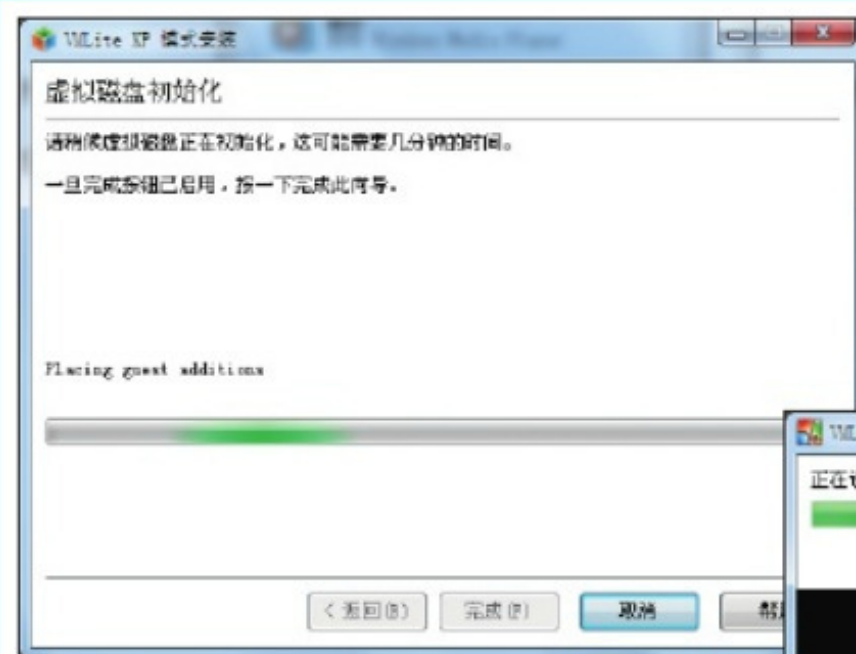 VMLite XP 模式安装
虚拟磁盘初始化
请稍候虚拟磁盘正在初始化，这可能需要几分钟的时间。
一旦完成按钮已启用，按一下完成此向导。
Placing guest additions
< 返回(B)
完成(F)
取消
正在